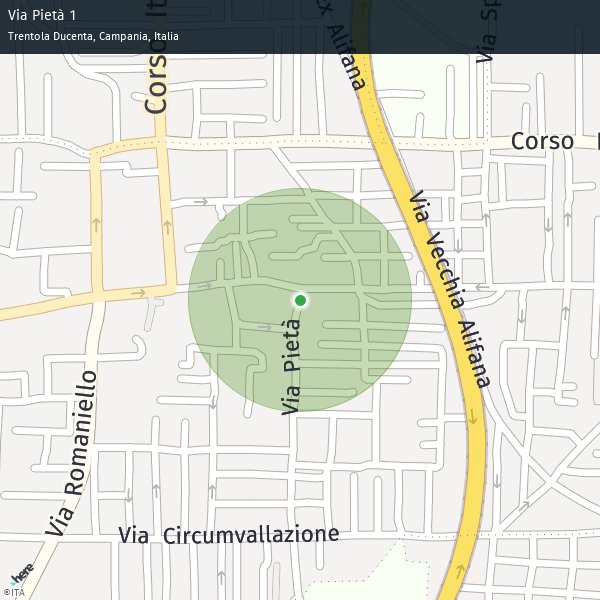 Via Pietà 1
Trentola Ducenta, Campania, Italia
Corso It
Ex Alifana
Via Sp
Corso
Via Vecchia Alifana
Via Pietà
Via Romaniello
Via Circumvallazione
here
©ITA